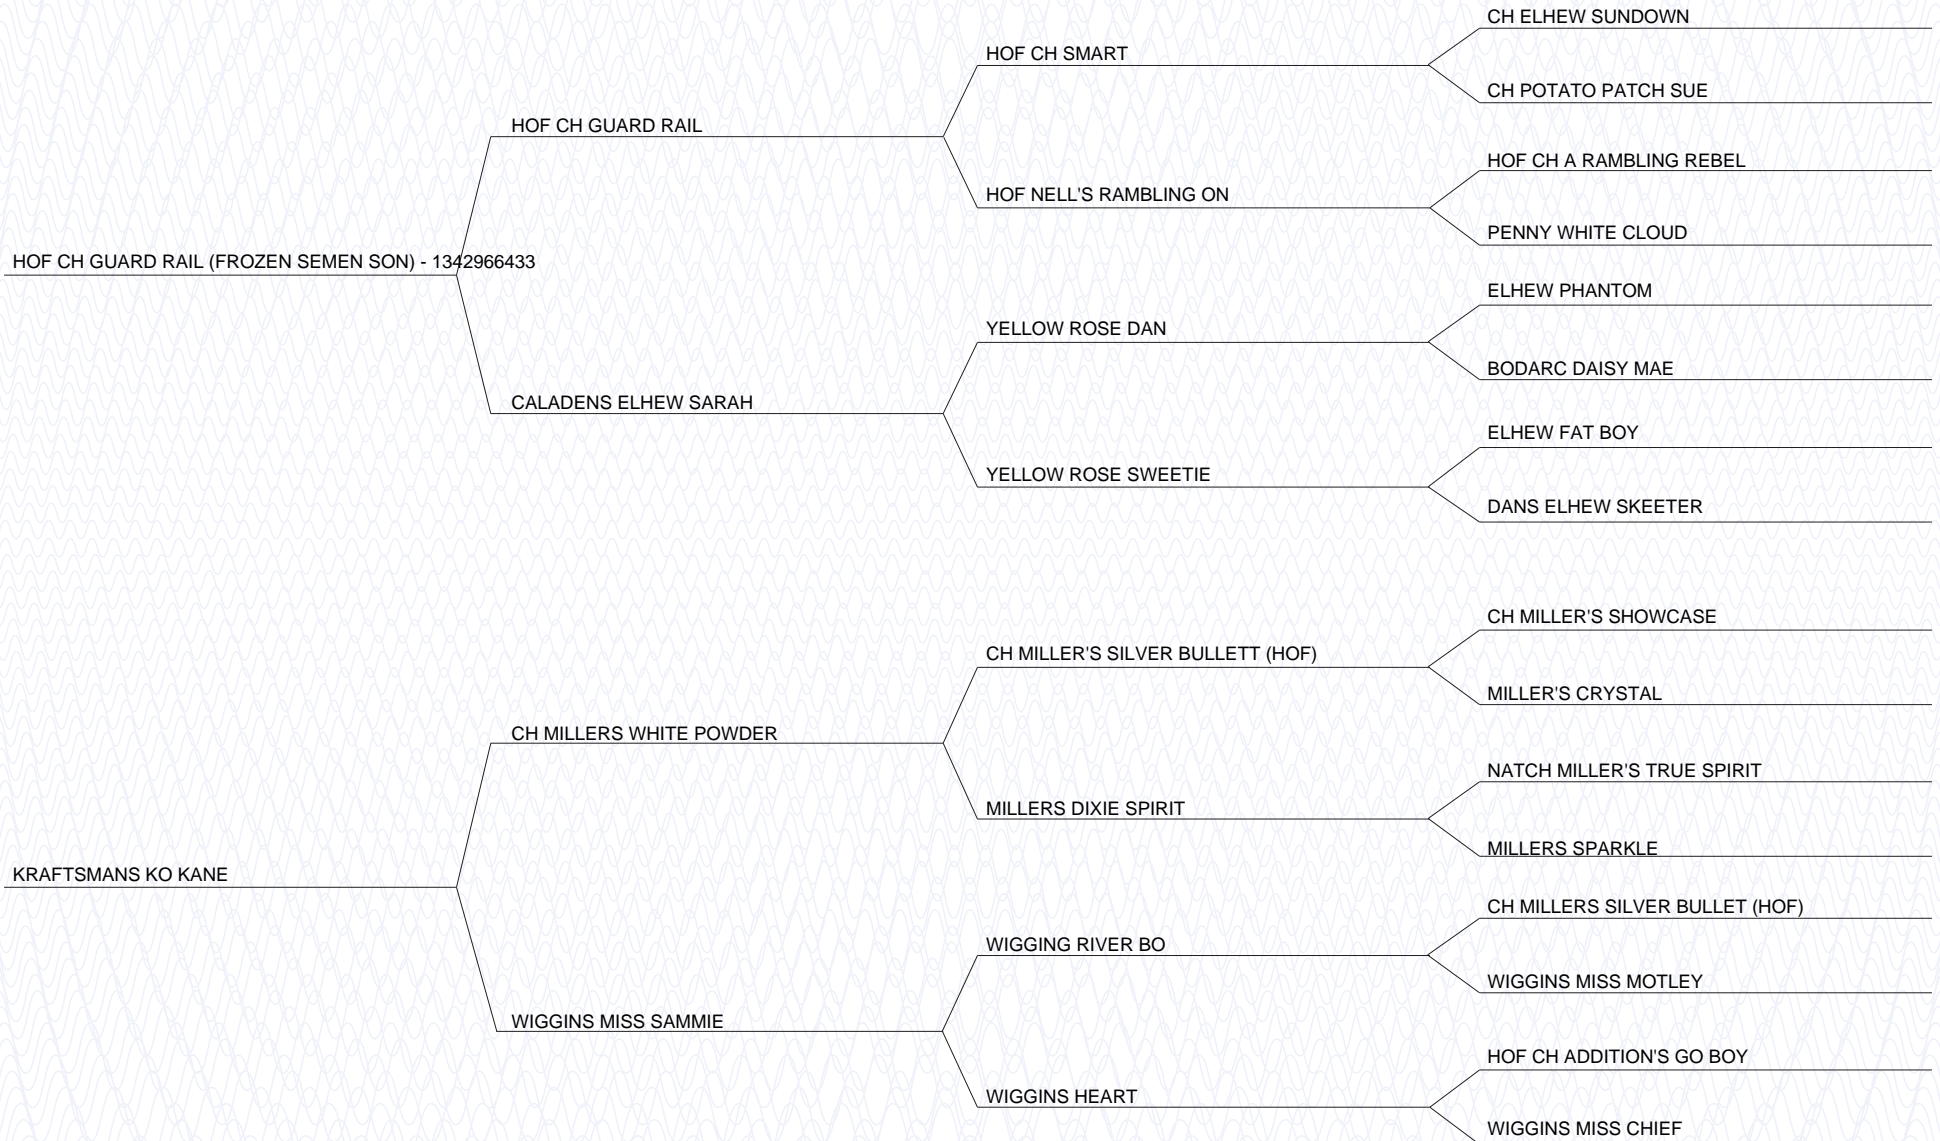 CH ELHEW SUNDOWN
HOF CH SMART
CH POTATO PATCH SUE
HOF CH GUARD RAIL
HOF CH A RAMBLING REBEL
HOF NELL'S RAMBLING ON
PENNY WHITE CLOUD
HOF CH GUARD RAIL (FROZEN SEMEN SON) - 1342966433
ELHEW PHANTOM
YELLOW ROSE DAN
BODARC DAISY MAE
CALADENS ELHEW SARAH
ELHEW FAT BOY
YELLOW ROSE SWEETIE
DANS ELHEW SKEETER
CH MILLER'S SHOWCASE
CH MILLER'S SILVER BULLETT (HOF)
MILLER'S CRYSTAL
CH MILLERS WHITE POWDER
NATCH MILLER'S TRUE SPIRIT
MILLERS DIXIE SPIRIT
MILLERS SPARKLE
KRAFTSMANS KO KANE
CH MILLERS SILVER BULLET (HOF)
WIGGING RIVER BO
WIGGINS MISS MOTLEY
WIGGINS MISS SAMMIE
HOF CH ADDITION'S GO BOY
WIGGINS HEART
WIGGINS MISS CHIEF